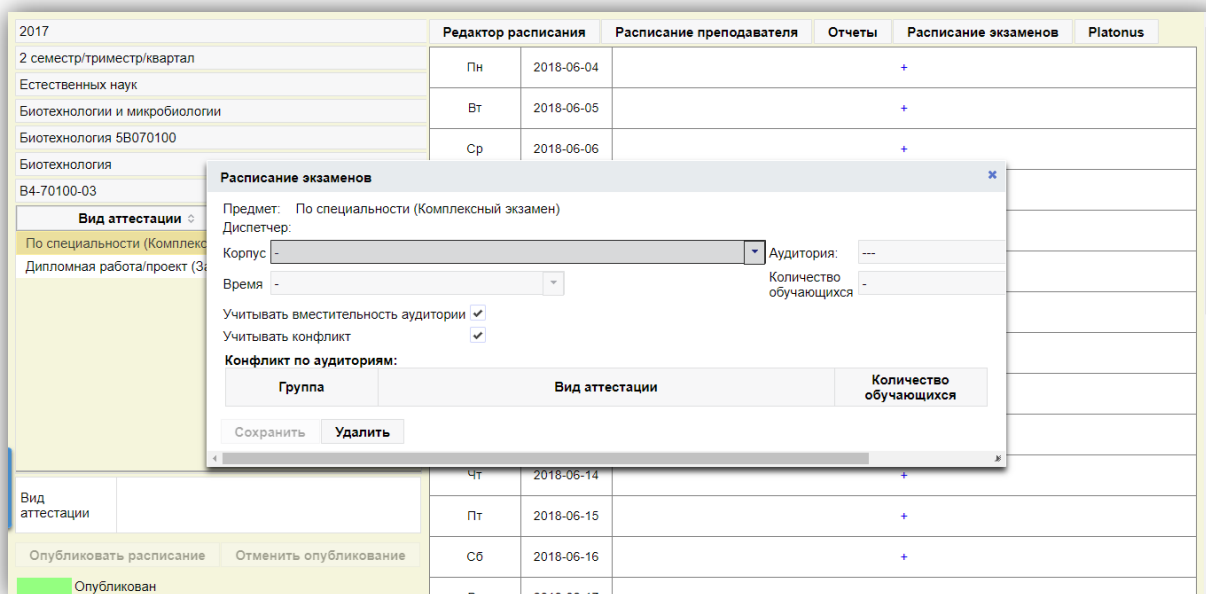 2017
2 семестр/триместр/квартал
Естественных наук
Биотехнологии и микробиологии
Биотехнология 5В070100
Биотехнология
В4-70100-03
Вид аттестации
По специальности (Комплекс
Дипломная работа/проект (За
Вид
аттестации
Опубликовать расписание Отменить опубликование
Опубликован
Редактор расписания Расписание преподавателя Отчеты Расписание экзаменов Platonus
Пн 2018-06-04 +
Вт 2018-06-05 +
Ср 2018-06-06 +
Расписание экзаменов
Предмет: По специальности (Комплексный экзамен)
Диспетчер:
Корпус - Аудитория: ---
Время - Количество обучающихся -
Учитывать вместительность аудитории
Учитывать конфликт
Конфликт по аудиториям:
Группа Вид аттестации Количество обучающихся
Сохранить Удалить
Чт 2018-06-14 +
Пт 2018-06-15 +
Сб 2018-06-16 +